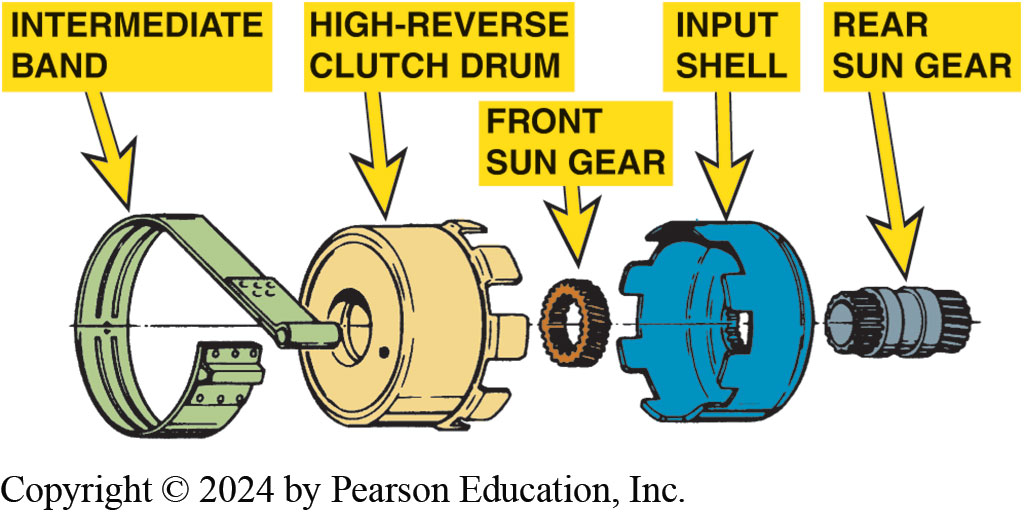 INTERMEDIATE
BAND
HIGH-REVERSE
CLUTCH DRUM
FRONT
SUN GEAR
INPUT
SHELL
REAR
SUN GEAR
Copyright © 2024 by Pearson Education, Inc.